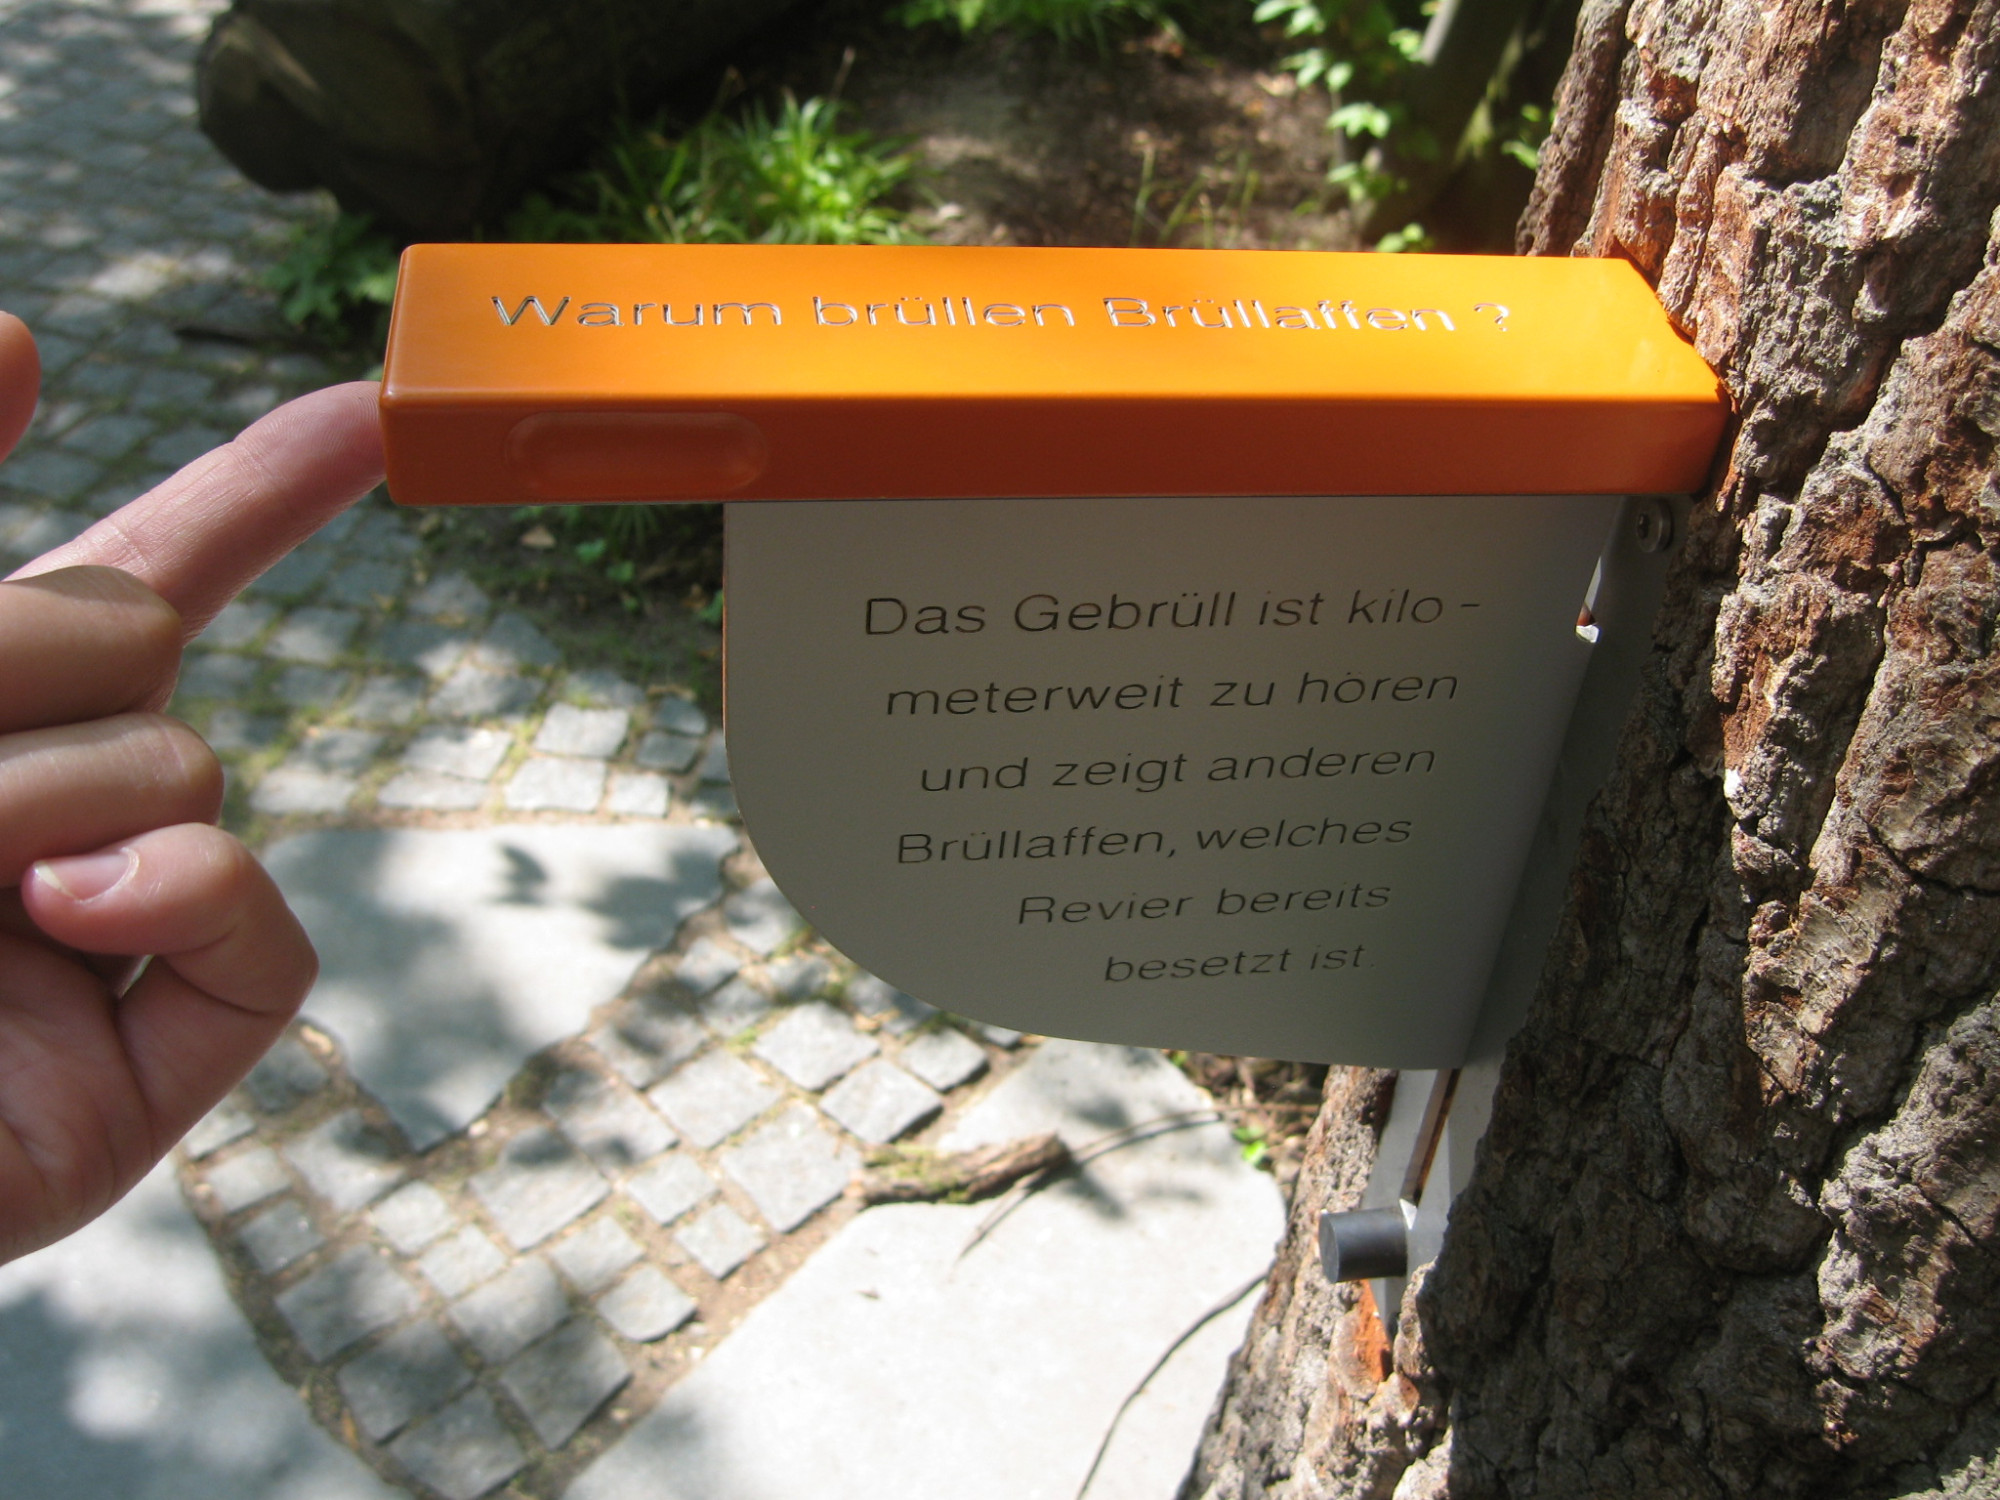 Warum brüllen Brüllaffen ?
Das Gebrüll ist kilo-
meterweit zu hören
und zeigt anderen
Brüllaffen, welches
Revier bereits
besetzt ist.